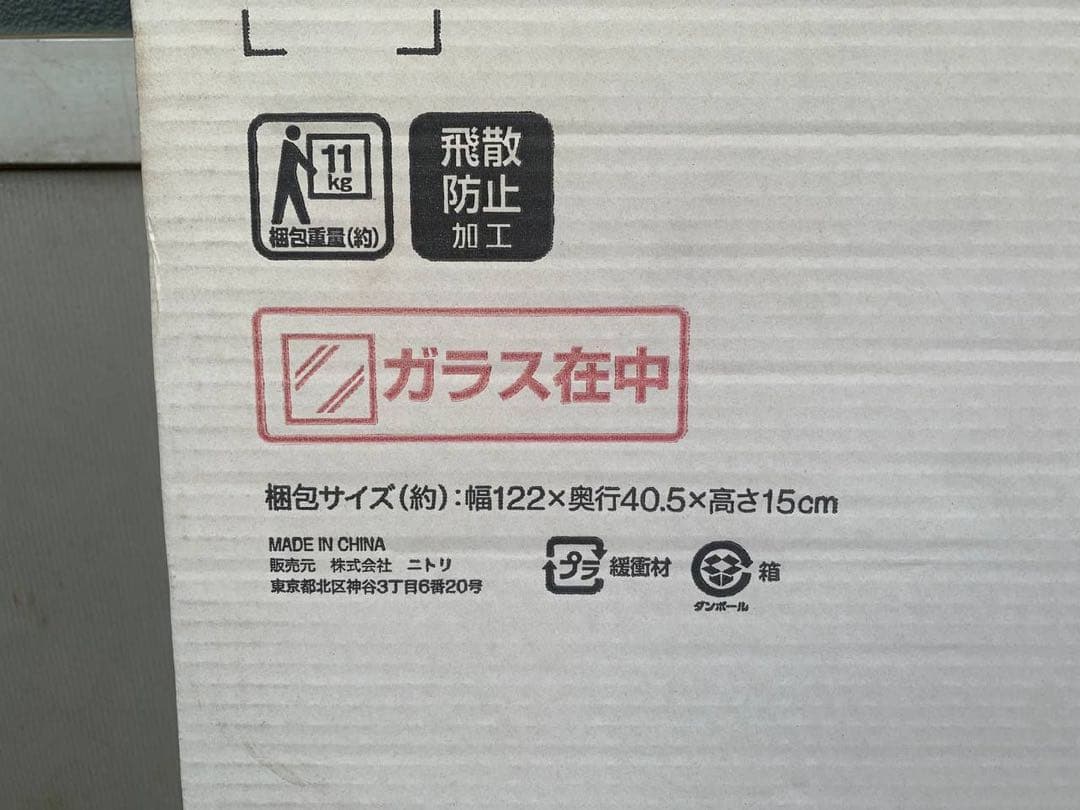 11
kg
梱包重量(約)
飛散
防止
加工
ガラス在中
梱包サイズ(約):幅122×奥行40.5×高さ15cm
MADE IN CHINA
販売元 株式会社 ニトリ
東京都北区神谷3丁目6番20号
プラ 緩衝材
箱
ダンボール